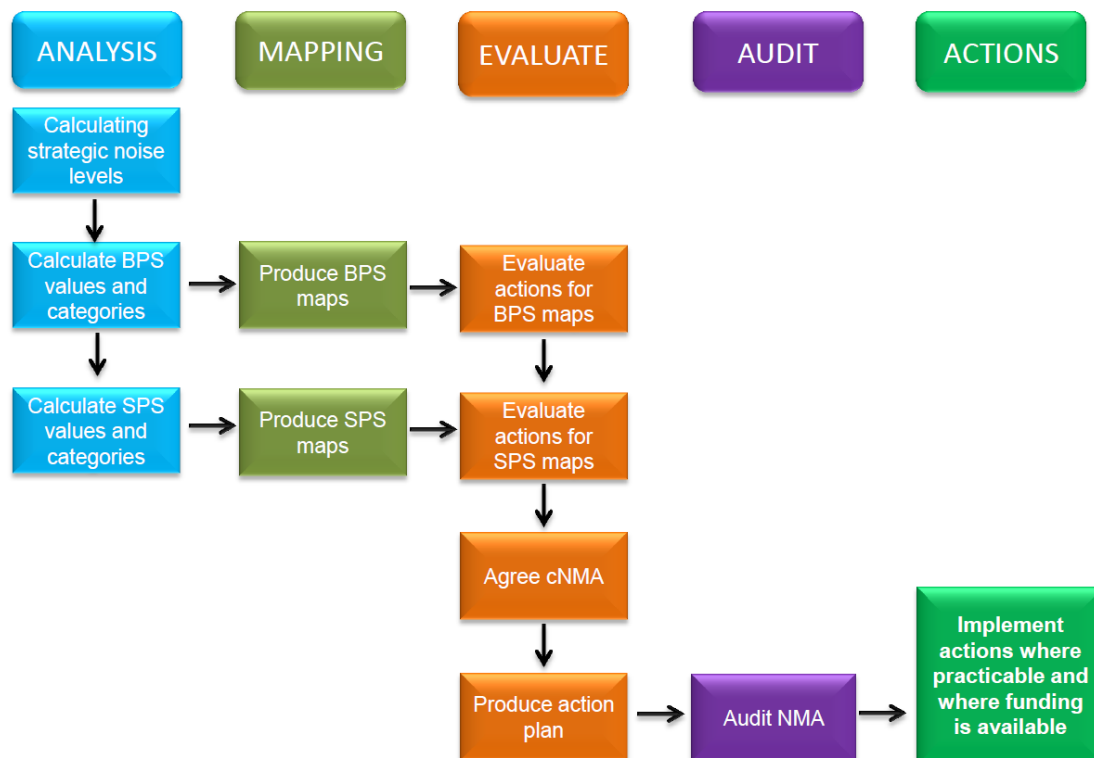 ANALYSIS
MAPPING
EVALUATE
AUDIT
ACTIONS
Calculating
strategic noise
levels
Calculate BPS
values and
categories
Produce BPS
maps
Evaluate
actions for
BPS maps
Calculate SPS
values and
categories
Produce SPS
maps
Evaluate
actions for
SPS maps
Agree cNMA
Produce action
plan
Audit NMA
Implement
actions where
practicable and
where funding
is available